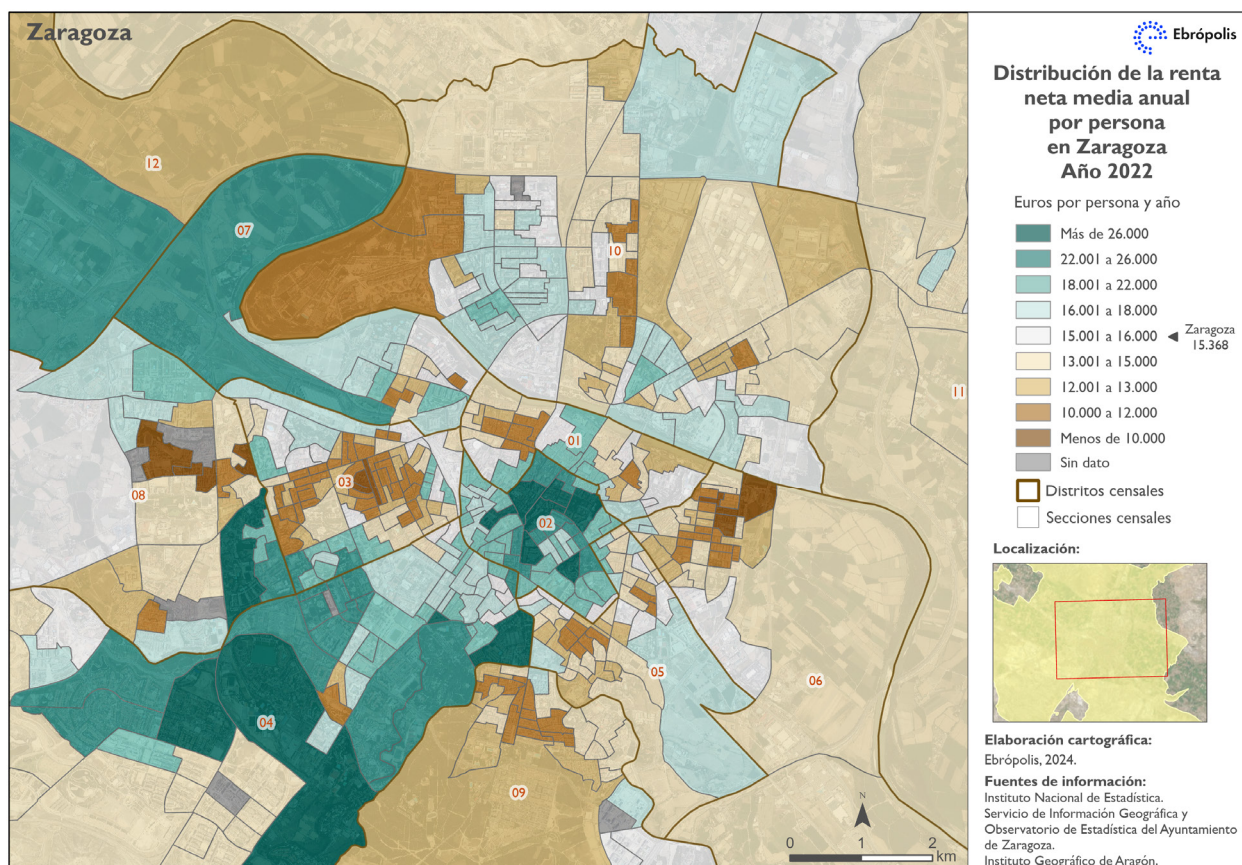 Zaragoza
12
07
10
11
01
03
02
08
04
05
06
09
N
0 1 2
km
Ebrópolis
Distribución de la renta
neta media anual
por persona
en Zaragoza
Año 2022
Euros por persona y año
Más de 26.000
22.001 a 26.000
18.001 a 22.000
16.001 a 18.000
15.001 a 16.000
Zaragoza
15.368
13.001 a 15.000
12.001 a 13.000
10.000 a 12.000
Menos de 10.000
Sin dato
Distritos censales
Secciones censales
Localización:
Elaboración cartográfica:
Ebrópolis, 2024.
Fuentes de información:
Instituto Nacional de Estadística.
Servicio de Información Geográfica y
Observatorio de Estadística del Ayuntamiento
de Zaragoza.
Instituto Geográfico de Aragón.